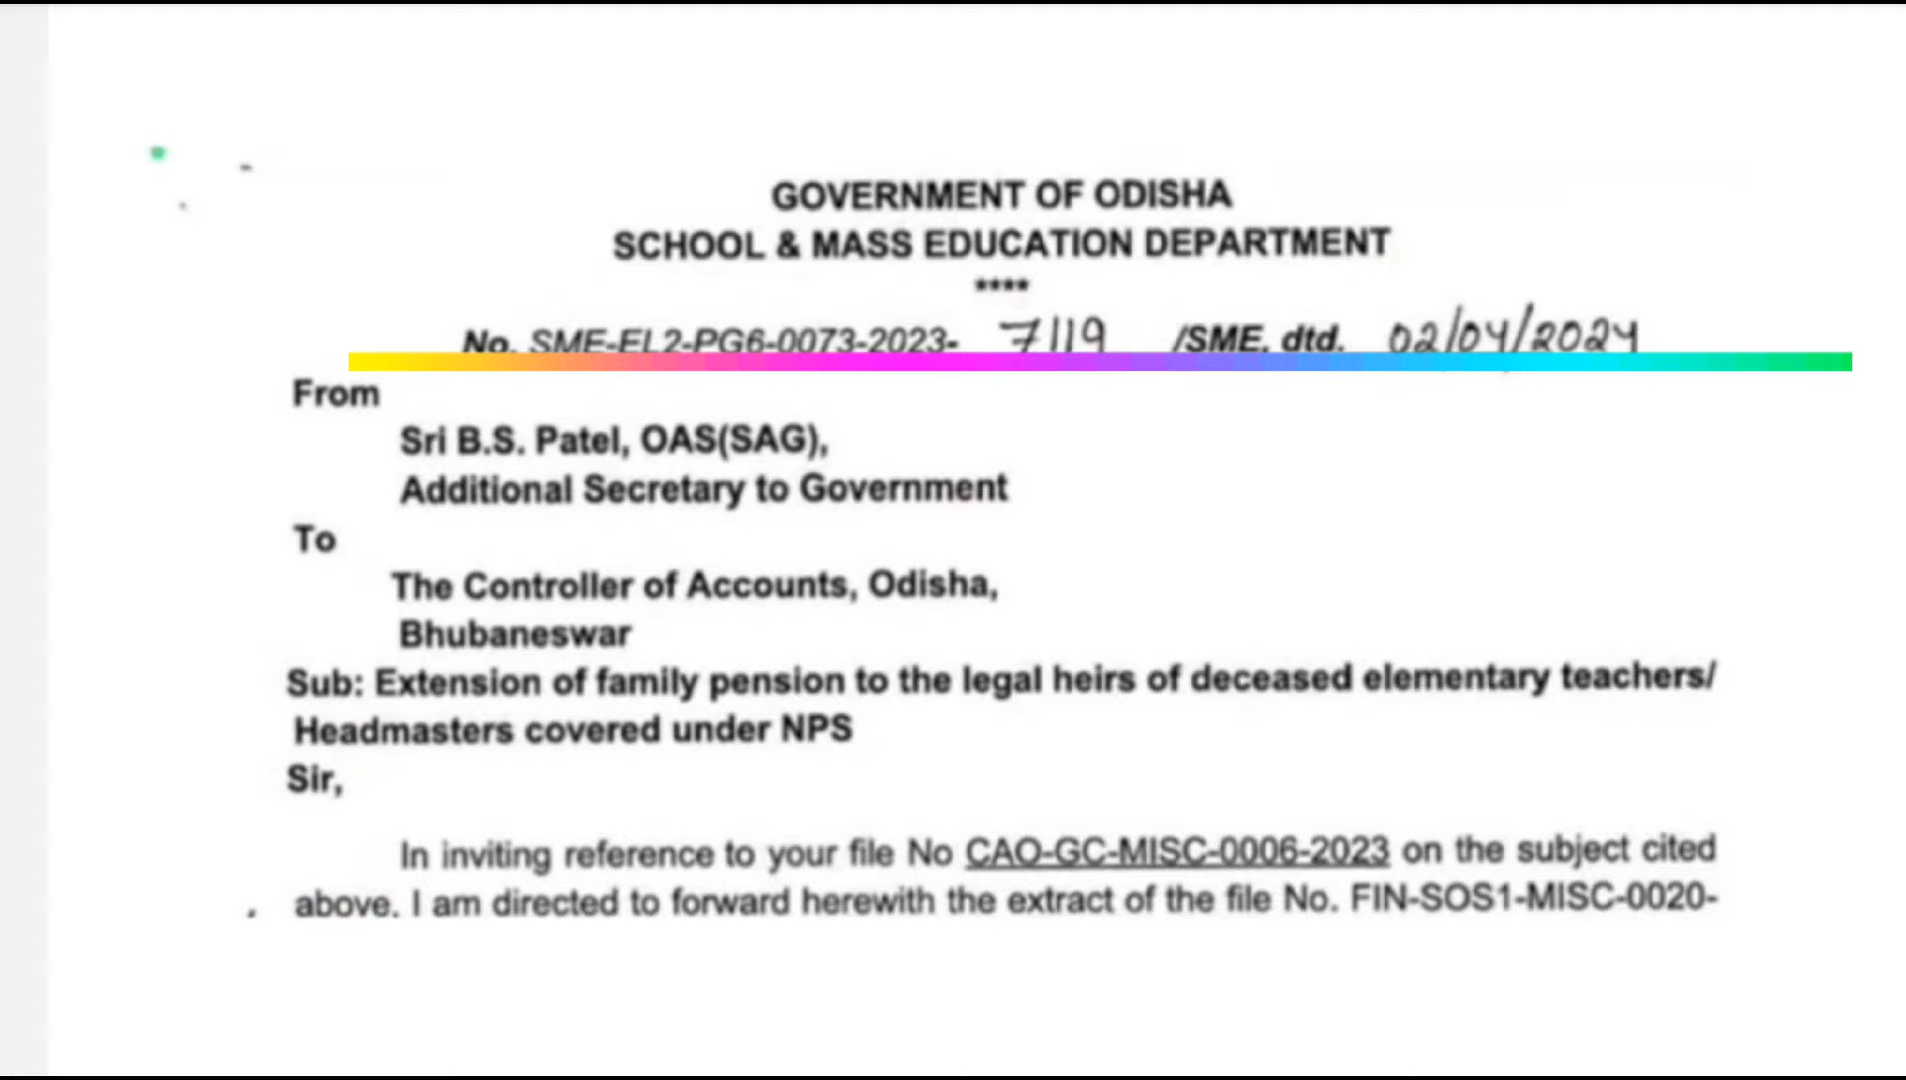 GOVERNMENT OF ODISHA
SCHOOL & MASS EDUCATION DEPARTMENT
****
No. SME-EL2-PG6-0073-2023- 7119 /SME, dtd. 02/04/2024
From
Sri B.S. Patel, OAS(SAG),
Additional Secretary to Government
To
The Controller of Accounts, Odisha,
Bhubaneswar
Sub: Extension of family pension to the legal heirs of deceased elementary teachers/
Headmasters covered under NPS
Sir,
In inviting reference to your file No CAO-GC-MISC-0006-2023 on the subject cited
above. I am directed to forward herewith the extract of the file No. FIN-SOS1-MISC-0020-